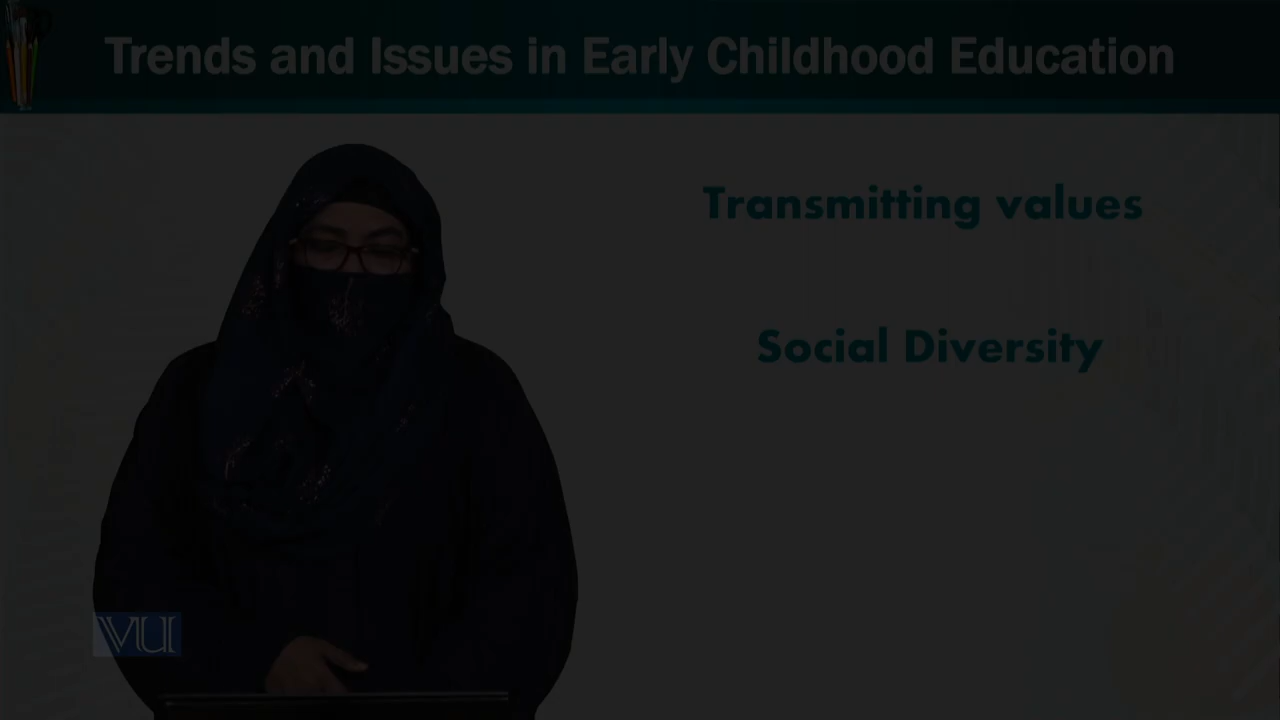 Trends and Issues in Early Childhood Education
Transmitting values
Social Diversity
VU